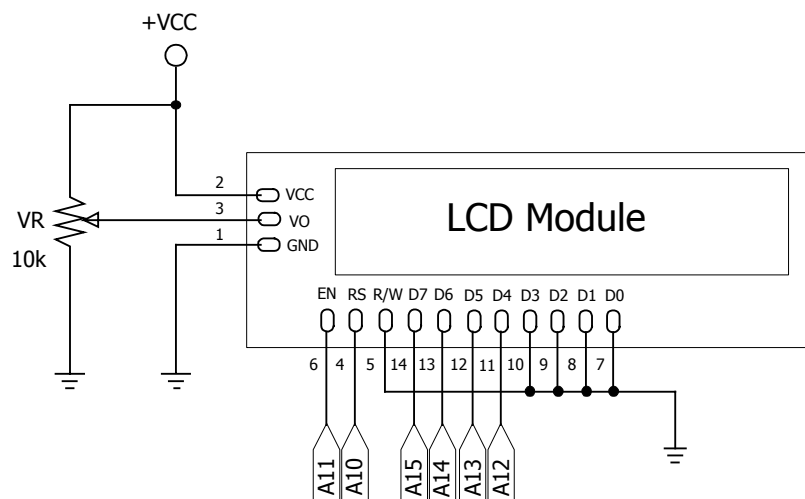 +VCC
2 VCC
VR 3 VO LCD Module
10k 1 GND
EN RS R/W D7 D6 D5 D4 D3 D2 D1 D0
6 4 5 14 13 12 11 10 9 8 7
A11 A10 A15 A14 A13 A12